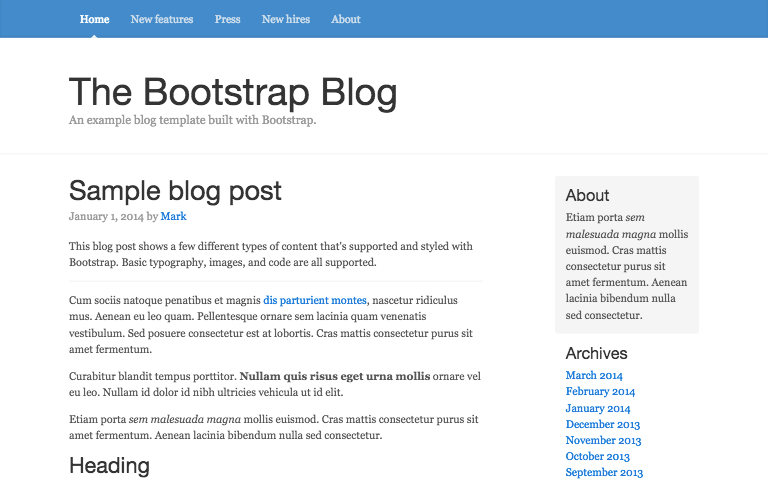 Home New features Press New hires About
The Bootstrap Blog
An example blog template built with Bootstrap.
Sample blog post
January 1, 2014 by Mark
This blog post shows a few different types of content that's supported and styled with
Bootstrap. Basic typography, images, and code are all supported.
Cum sociis natoque penatibus et magnis dis parturient montes, nascetur ridiculus
mus. Aenean eu leo quam. Pellentesque ornare sem lacinia quam venenatis
vestibulum. Sed posuere consectetur est at lobortis. Cras mattis consectetur purus sit
amet fermentum.
Curabitur blandit tempus porttitor. Nullam quis risus eget urna mollis ornare vel
eu leo. Nullam id dolor id nibh ultricies vehicula ut id elit.
Etiam porta sem malesuada magna mollis euismod. Cras mattis consectetur purus sit
amet fermentum. Aenean lacinia bibendum nulla sed consectetur.
Heading
About
Etiam porta sem
malesuada magna mollis
euismod. Cras mattis
consectetur purus sit
amet fermentum. Aenean
lacinia bibendum nulla
sed consectetur.
Archives
March 2014
February 2014
January 2014
December 2013
November 2013
October 2013
September 2013